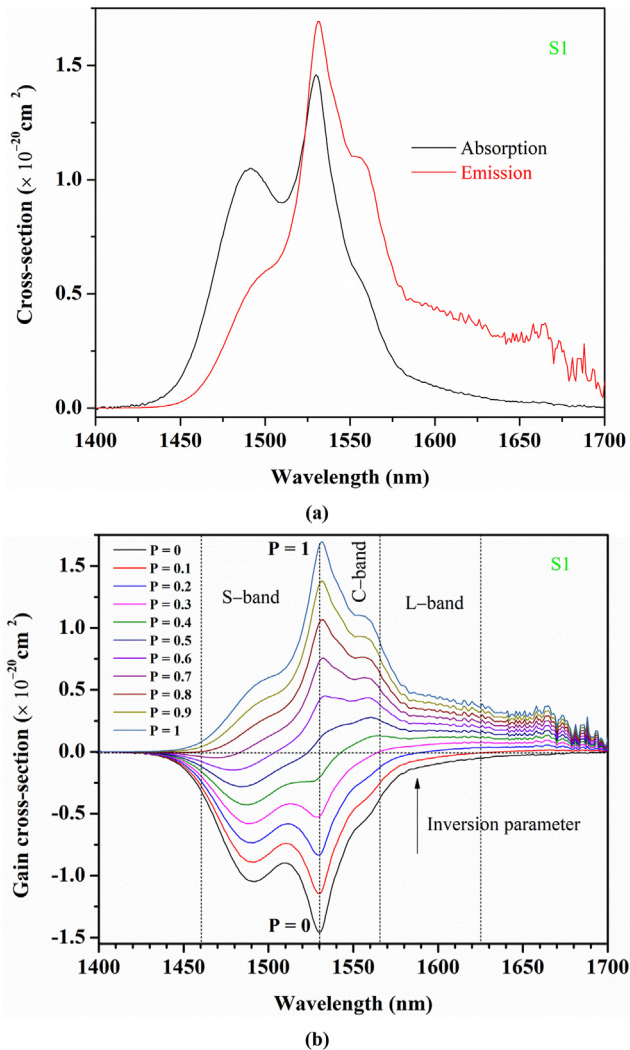 1.5
1.0
0.5
0.0
Cross-section (× 10⁻²⁰cm ²)
S1
Absorption
Emission
1400 1450 1500 1550 1600 1650 1700
Wavelength (nm)
(a)
1.5
1.0
0.5
0.0
-0.5
-1.0
-1.5
Gain cross-section (× 10⁻²⁰cm ²)
P = 0
P = 0.1
P = 0.2
P = 0.3
P = 0.4
P = 0.5
P = 0.6
P = 0.7
P = 0.8
P = 0.9
P = 1
P = 1
S–band
C–band
L–band
S1
Inversion parameter
P = 0
1400 1450 1500 1550 1600 1650 1700
Wavelength (nm)
(b)